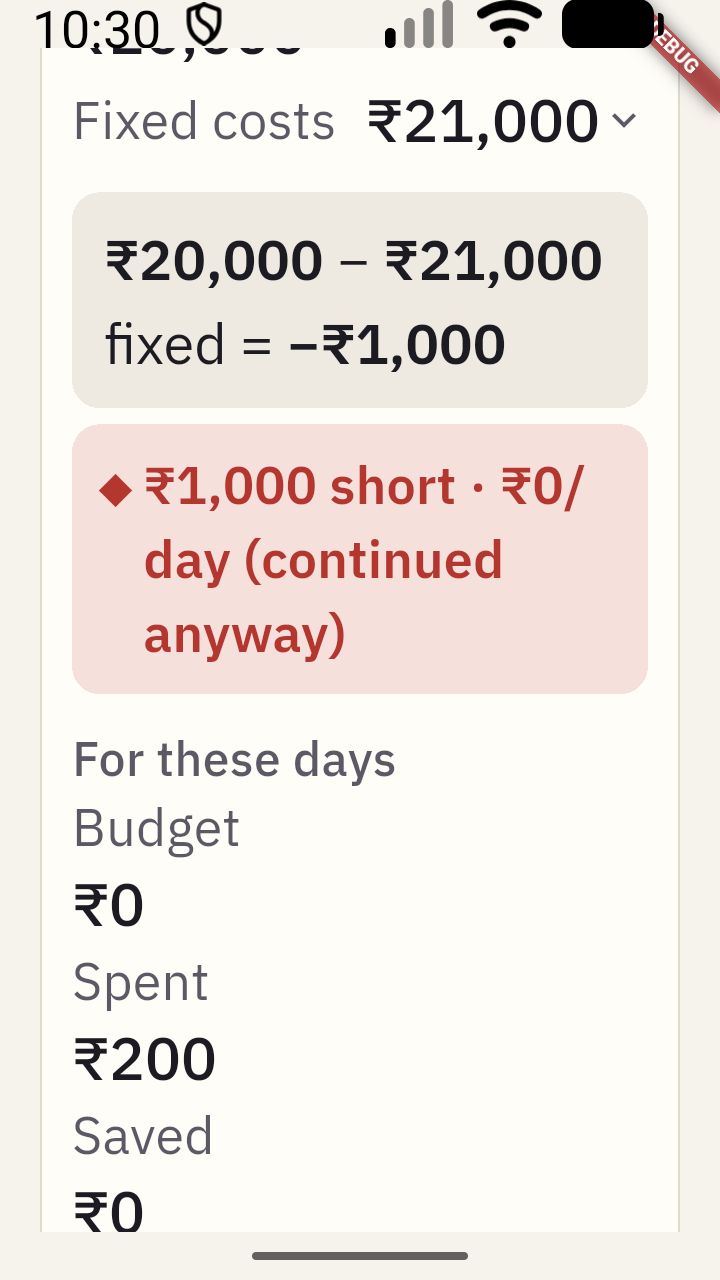 10:30
DEBUG
Fixed costs ₹21,000
₹20,000 – ₹21,000
fixed = –₹1,000
◆ ₹1,000 short · ₹0/
day (continued
anyway)
For these days
Budget
₹0
Spent
₹200
Saved
₹0